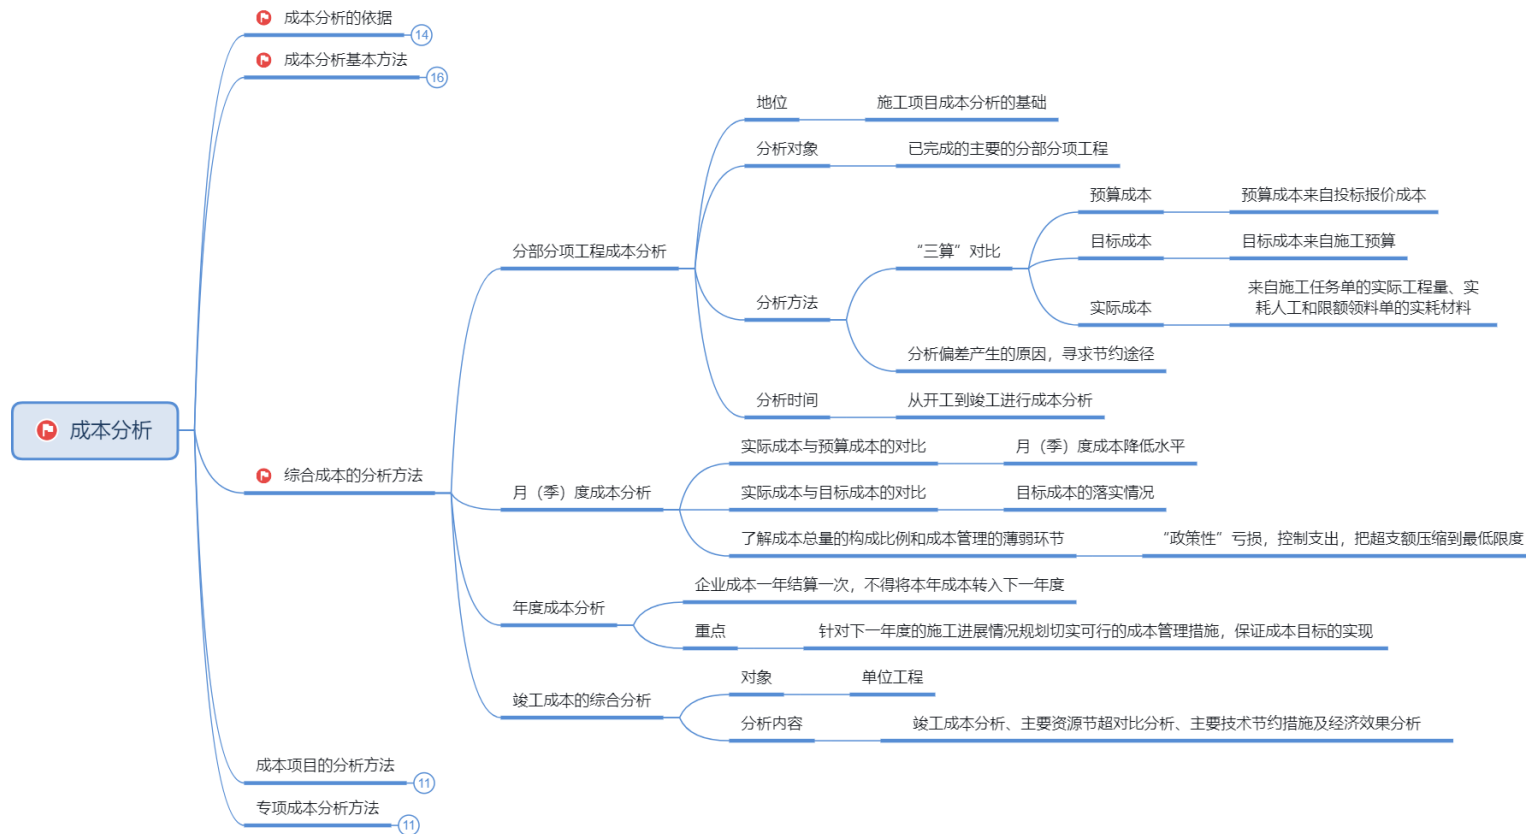 成本分析
成本分析的依据
14
成本分析基本方法
16
综合成本的分析方法
分部分项工程成本分析
地位
施工项目成本分析的基础
分析对象
已完成的主要的分部分项工程
分析方法
“三算”对比
预算成本
预算成本来自投标报价成本
目标成本
目标成本来自施工预算
实际成本
来自施工任务单的实际工程量、实
耗人工和限额领料单的实耗材料
分析偏差产生的原因，寻求节约途径
分析时间
从开工到竣工进行成本分析
月（季）度成本分析
实际成本与预算成本的对比
月（季）度成本降低水平
实际成本与目标成本的对比
目标成本的落实情况
了解成本总量的构成比例和成本管理的薄弱环节
“政策性”亏损，控制支出，把超支额压缩到最低限度
年度成本分析
企业成本一年结算一次，不得将本年成本转入下一年度
重点
针对下一年度的施工进展情况规划切实可行的成本管理措施，保证成本目标的实现
竣工成本的综合分析
对象
单位工程
分析内容
竣工成本分析、主要资源节超对比分析、主要技术节约措施及经济效果分析
成本项目的分析方法
11
专项成本分析方法
11